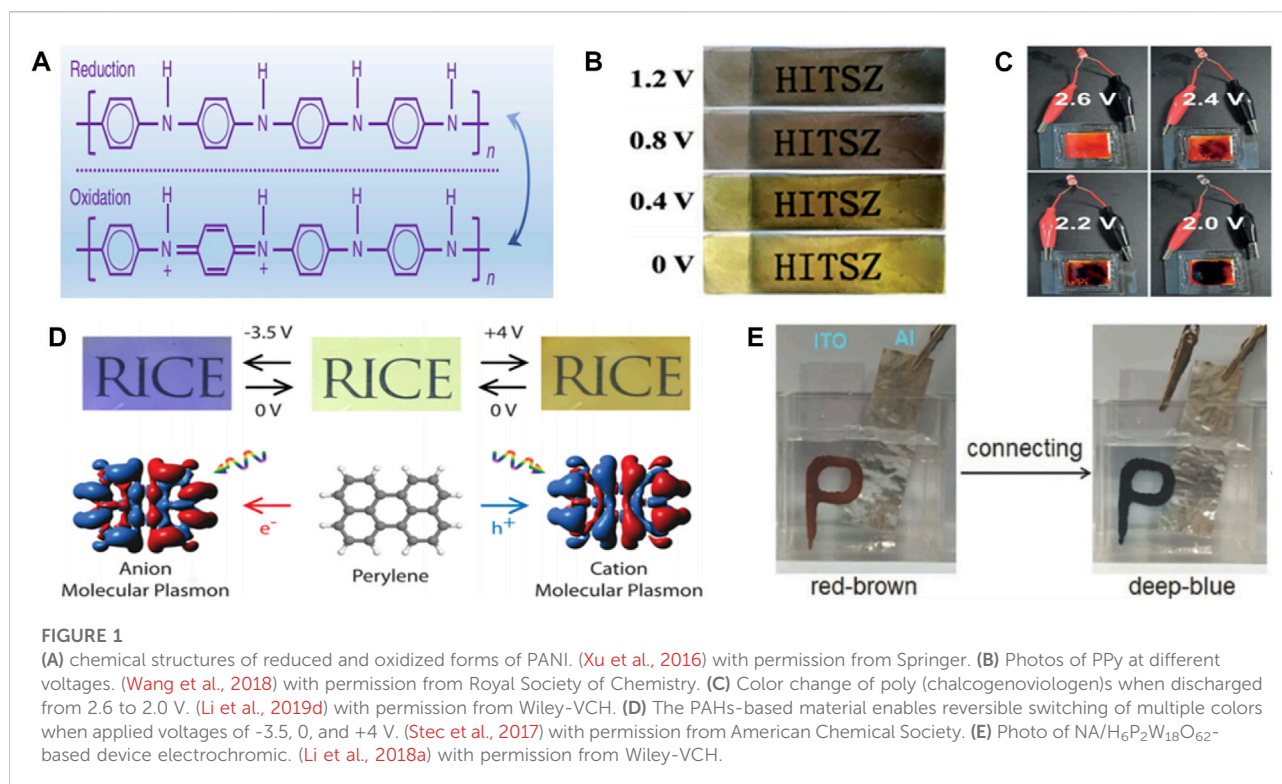 A
Reduction
H
H
H
H
N
N
N
N
n
Oxidation
H
H
H
H
N
N
N
N
+
+
n
B
1.2 V
HITSZ
0.8 V
HITSZ
0.4 V
HITSZ
0 V
HITSZ
C
2.6 V
2.4 V
2.2 V
2.0 V
D
-3.5 V
+4 V
RICE
RICE
RICE
0V
0V
e-
h+
Anion
Molecular Plasmon
Perylene
Cation
Molecular Plasmon
E
ITO
Al
P
connecting
P
red-brown
deep-blue
FIGURE 1
(A) chemical structures of reduced and oxidized forms of PANI. (Xu et al., 2016) with permission from Springer. (B) Photos of PPy at different
voltages. (Wang et al., 2018) with permission from Royal Society of Chemistry. (C) Color change of poly (chalcogenoviologen)s when discharged
from 2.6 to 2.0 V. (Li et al., 2019d) with permission from Wiley-VCH. (D) The PAHs-based material enables reversible switching of multiple colors
when applied voltages of -3.5, 0, and +4 V. (Stec et al., 2017) with permission from American Chemical Society. (E) Photo of NA/H₆P₂W₁₈O₆₂-
based device electrochromic. (Li et al., 2018a) with permission from Wiley-VCH.